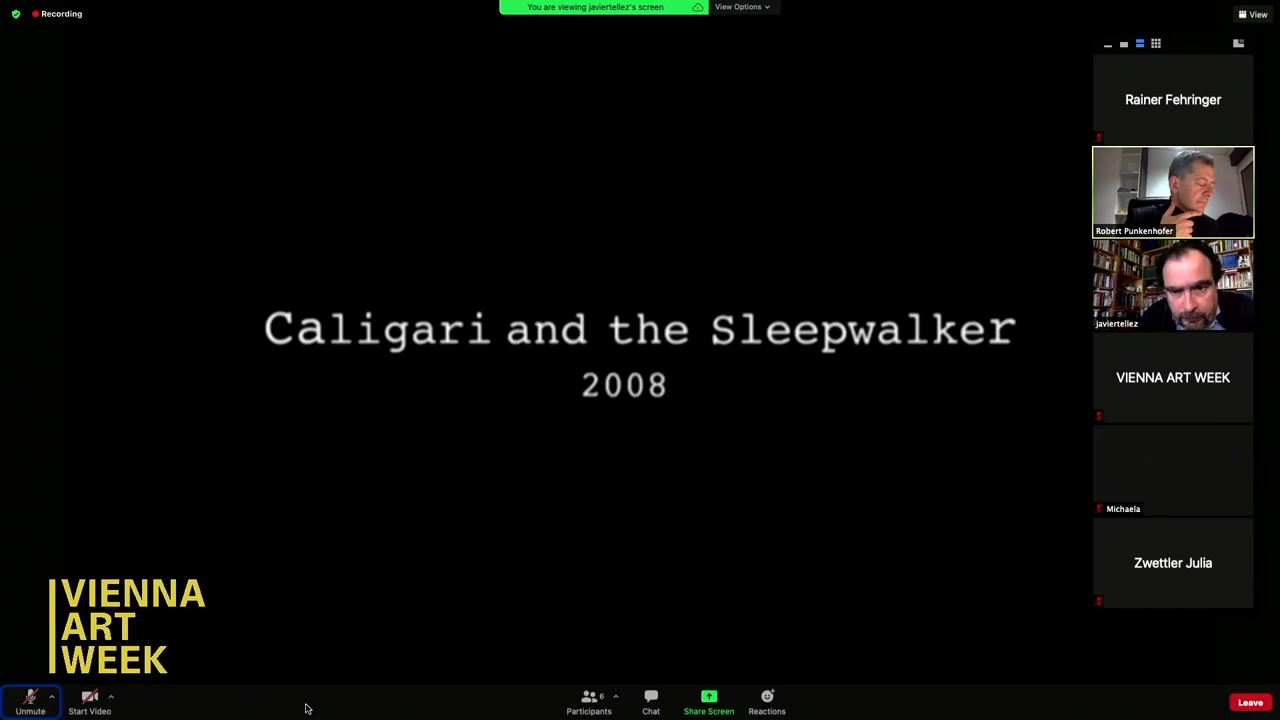 Recording
You are viewing javiertellez's screen
View Options
View
Rainer Fehringer
Robert Punkenhofer
javiertellez
Caligari and the Sleepwalker
2008
VIENNA ART WEEK
Michaela
Zwettler Julia
VIENNA
ART
WEEK
Unmute
Start Video
Participants
6
Chat
Share Screen
Reactions
Leave